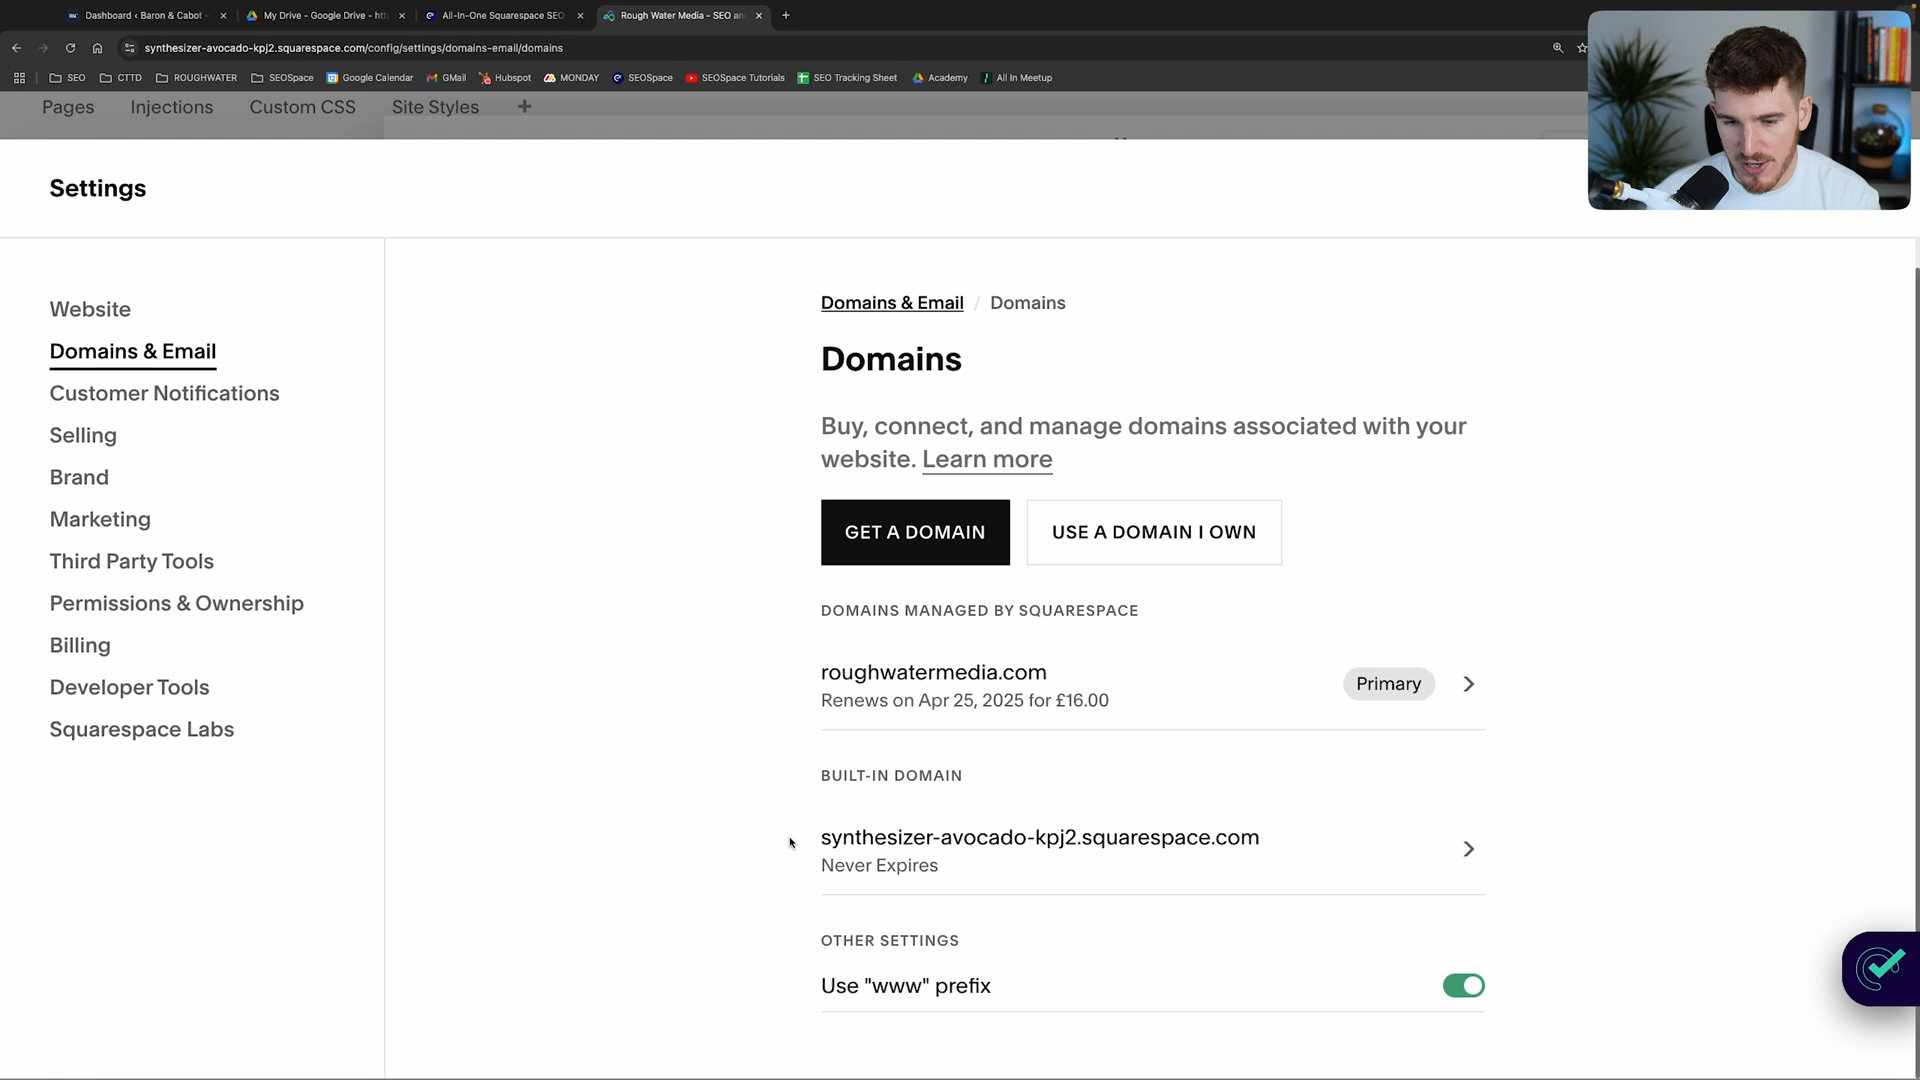 Dashboard ‹ Baron & Cabot -
My Drive - Google Drive - htt
All-In-One Squarespace SEO
Rough Water Media - SEO an
synthesizer-avocado-kpj2.squarespace.com/config/settings/domains-email/domains
SEO
CTTD
ROUGHWATER
SEOSpace
Google Calendar
GMail
Hubspot
MONDAY
SEOSpace
SEOSpace Tutorials
SEO Tracking Sheet
Academy
All In Meetup
Pages
Injections
Custom CSS
Site Styles
Settings
Website
Domains & Email
Customer Notifications
Selling
Brand
Marketing
Third Party Tools
Permissions & Ownership
Billing
Developer Tools
Squarespace Labs
Domains & Email / Domains
Domains
Buy, connect, and manage domains associated with your
website. Learn more
GET A DOMAIN
USE A DOMAIN I OWN
DOMAINS MANAGED BY SQUARESPACE
roughwatermedia.com
Renews on Apr 25, 2025 for £16.00
Primary
BUILT-IN DOMAIN
synthesizer-avocado-kpj2.squarespace.com
Never Expires
OTHER SETTINGS
Use "www" prefix